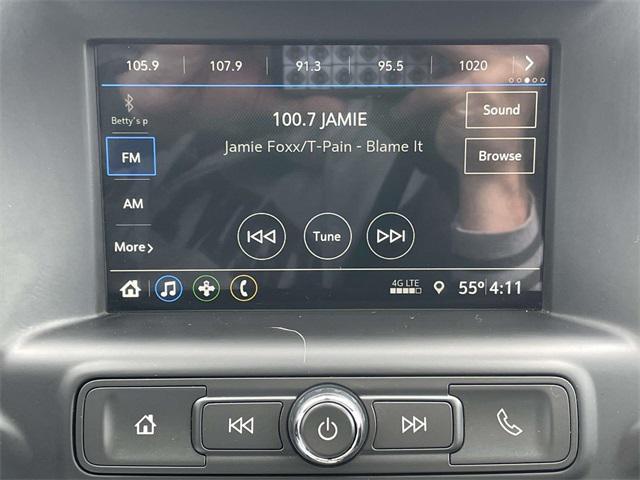 105.9 107.9 91.3 95.5 1020
Betty's p
100.7 JAMIE
Sound
Jamie Foxx/T-Pain - Blame It
Browse
FM
AM
More
Tune
4G LTE
55° 4:11